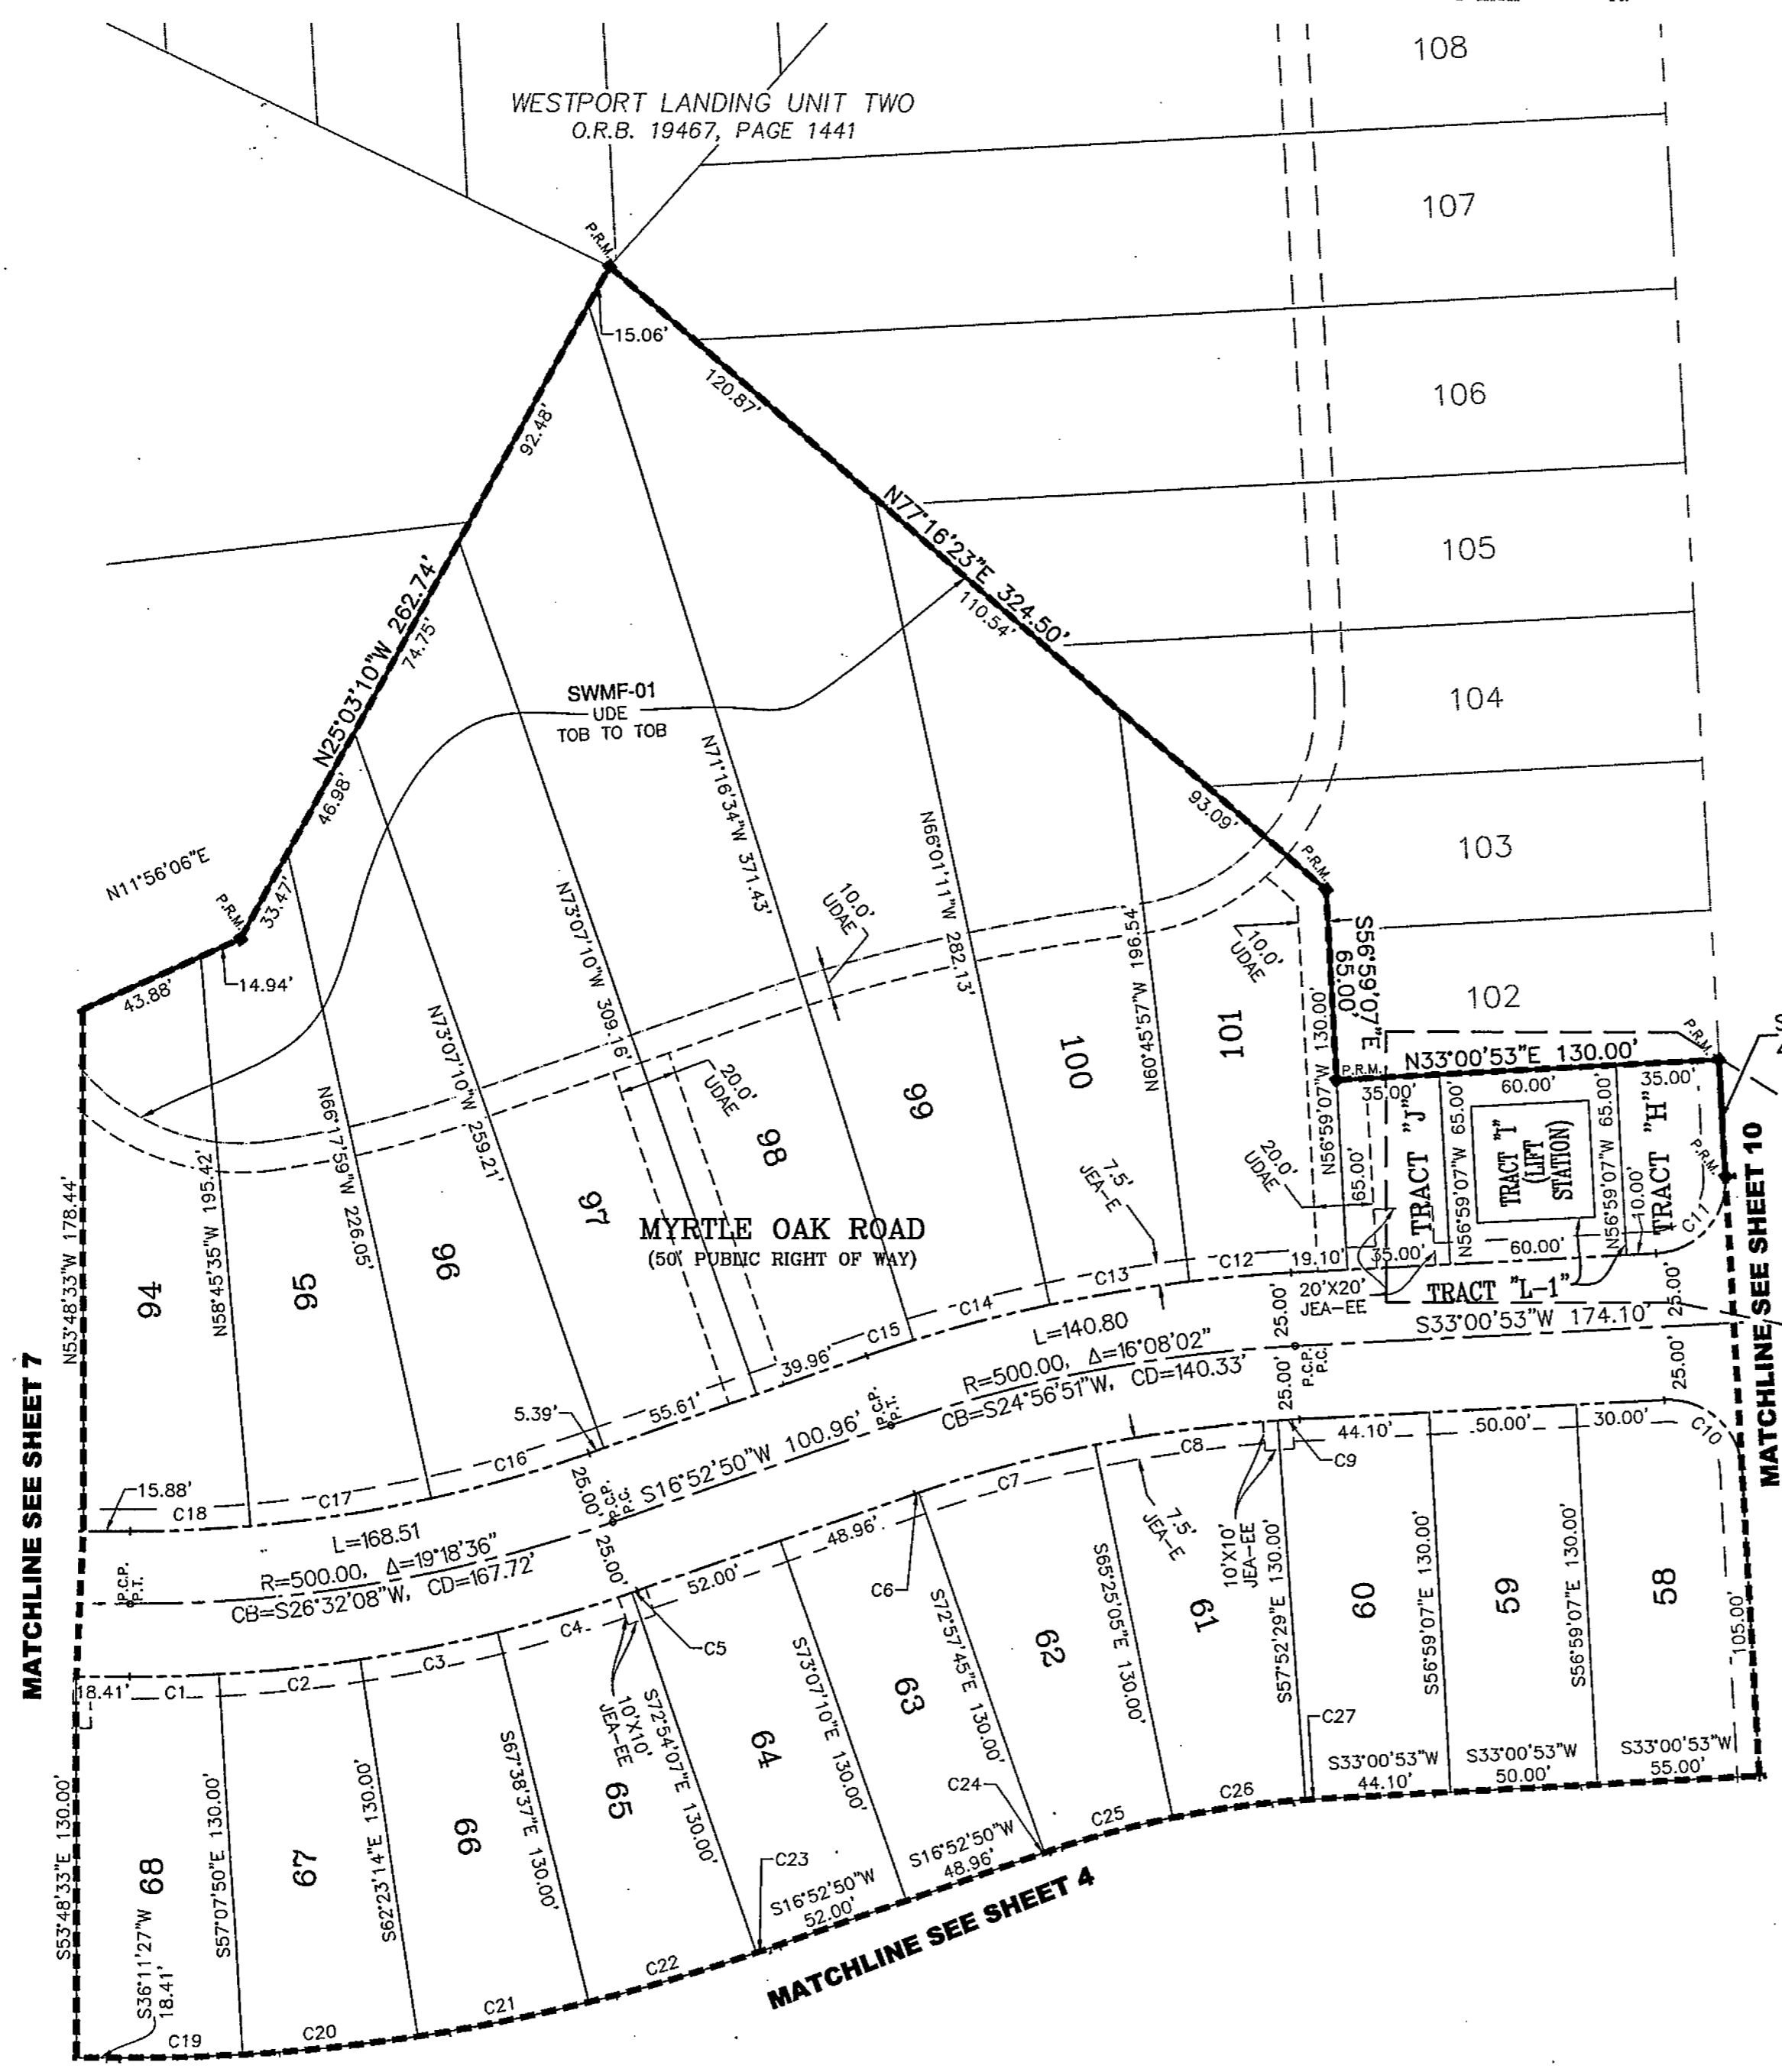 108
WESTPORT LANDING UNIT TWO
O.R.B. 19467, PAGE 1441
107
P.R.M.
15.06'
120.87'
106
92.48'
N77°16'23"E 324.50'
105
110.54'
N25°03'10"W 262.74'
74.75'
SWMF-01
UDE
TOB TO TOB
104
46.98'
N71°16'34"W 371.43'
93.09'
N66°01'11"W 282.13'
103
N11°56'06"E
P.R.M.
33.47'
P.R.M.
N73°07'10"W 309.16'
10.0'
UDAE
N60°45'57"W 196.54'
10.0'
UDAE
S56°59'07"E
65.00'
14.94'
43.88'
102
N73°07'10"W 259.21'
20.0'
UDAE
101
100
N56°59'07"W 130.00'
P.R.M.
N33°00'53"E 130.00'
P.R.M.
35.00'
60.00'
35.00'
N66°17'59"W 226.05'
99
98
97
96
95
94
N53°48'33"W 178.44'
N58°45'35"W 195.42'
7.5'
JEA-E
20.0'
UDAE
65.00'
TRACT "J"
N56°59'07"W 65.00'
TRACT "I"
(LIFT
STATION)
N56°59'07"W 65.00'
TRACT "H"
P.R.M.
10.00'
C11
MYRTLE OAK ROAD
(50' PUBLIC RIGHT OF WAY)
C12
19.10'
35.00'
60.00'
C13
20'X20'
JEA-EE
TRACT "L-1"
C14
25.00'
25.00'
C15
L=140.80
R=500.00, Δ=16°08'02"
CB=S24°56'51"W, CD=140.33'
S33°00'53"W 174.10'
P.C.P.
P.C.
MATCHLINE SEE SHEET 10
MATCHLINE SEE SHEET 7
39.96'
55.61'
5.39'
P.C.P.
P.T.
25.00'
25.00'
S16°52'50"W 100.96'
C16
C17
C18
15.88'
25.00'
P.C.P.
P.C.
25.00'
L=168.51
R=500.00, Δ=19°18'36"
CB=S26°32'08"W, CD=167.72'
P.C.P.
P.T.
C8
44.10'
50.00'
30.00'
C10
C9
C7
7.5'
JEA-E
10'X10'
JEA-EE
48.96'
C6
52.00'
C5
C4
C3
C2
C1
18.41'
10'X10'
JEA-EE
58
59
60
61
62
63
64
65
66
67
68
105.00'
S56°59'07"E 130.00'
S56°59'07"E 130.00'
S57°52'29"E 130.00'
S65°25'05"E 130.00'
S72°57'45"E 130.00'
S73°07'10"E 130.00'
S72°54'07"E 130.00'
S67°38'37"E 130.00'
S62°23'14"E 130.00'
S57°07'50"E 130.00'
S53°48'33"E 130.00'
C27
S33°00'53"W
44.10'
S33°00'53"W
50.00'
S33°00'53"W
55.00'
C26
C25
C24
S16°52'50"W
48.96'
S16°52'50"W
52.00'
C23
C22
C21
C20
C19
S36°11'27"W
18.41'
MATCHLINE SEE SHEET 4